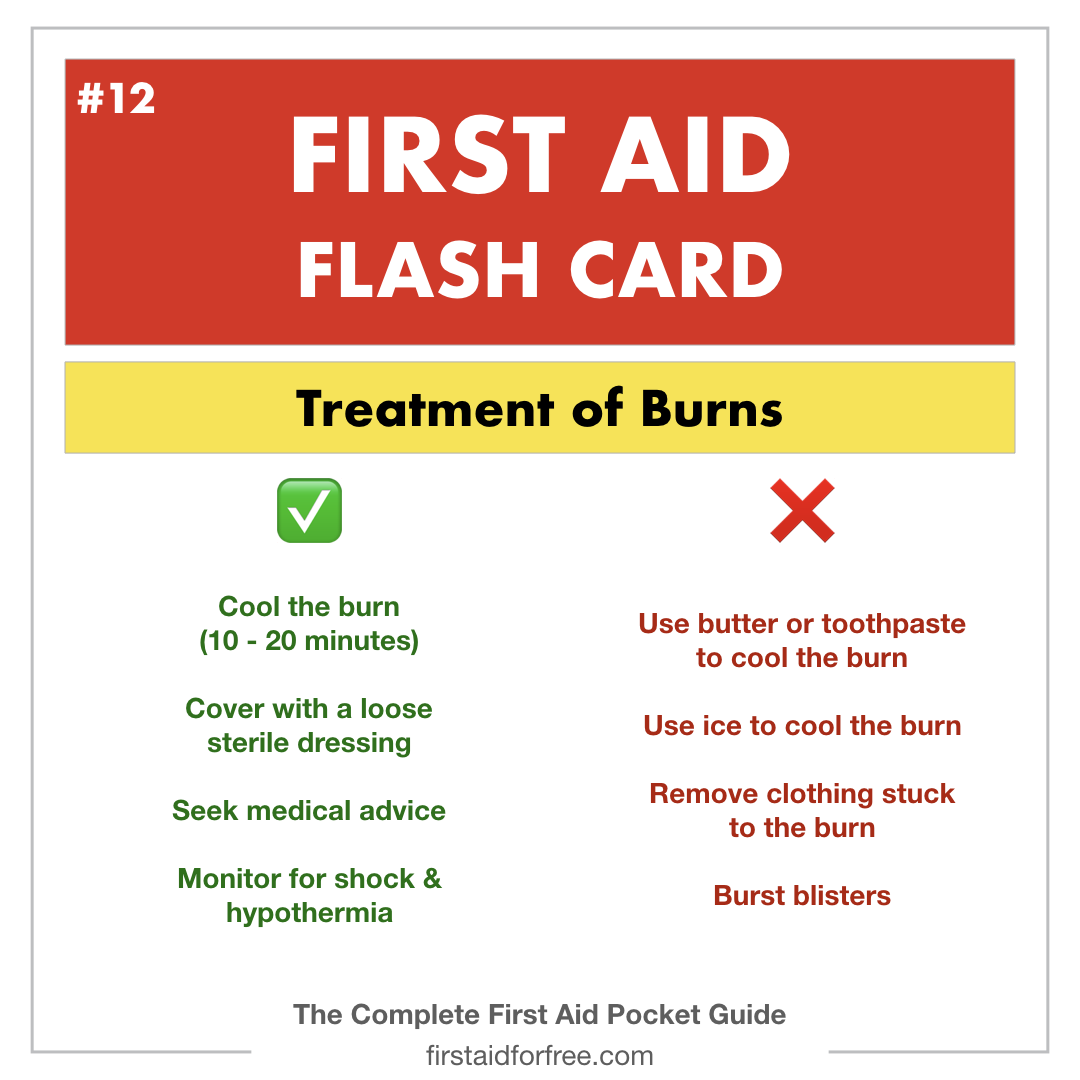 #12
FIRST AID
FLASH CARD
Treatment of Burns
Cool the burn
(10 - 20 minutes)
Cover with a loose
sterile dressing
Seek medical advice
Monitor for shock &
hypothermia
Use butter or toothpaste
to cool the burn
Use ice to cool the burn
Remove clothing stuck
to the burn
Burst blisters
The Complete First Aid Pocket Guide
firstaidforfree.com